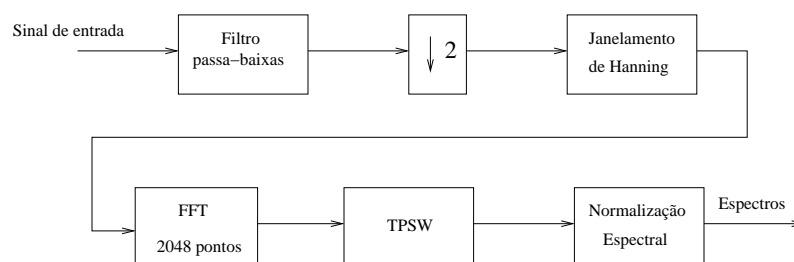 Sinal de entrada
Filtro
passa−baixas
↓ 2
Janelamento
de Hanning
FFT
2048 pontos
TPSW
Normalização
Espectral
Espectros